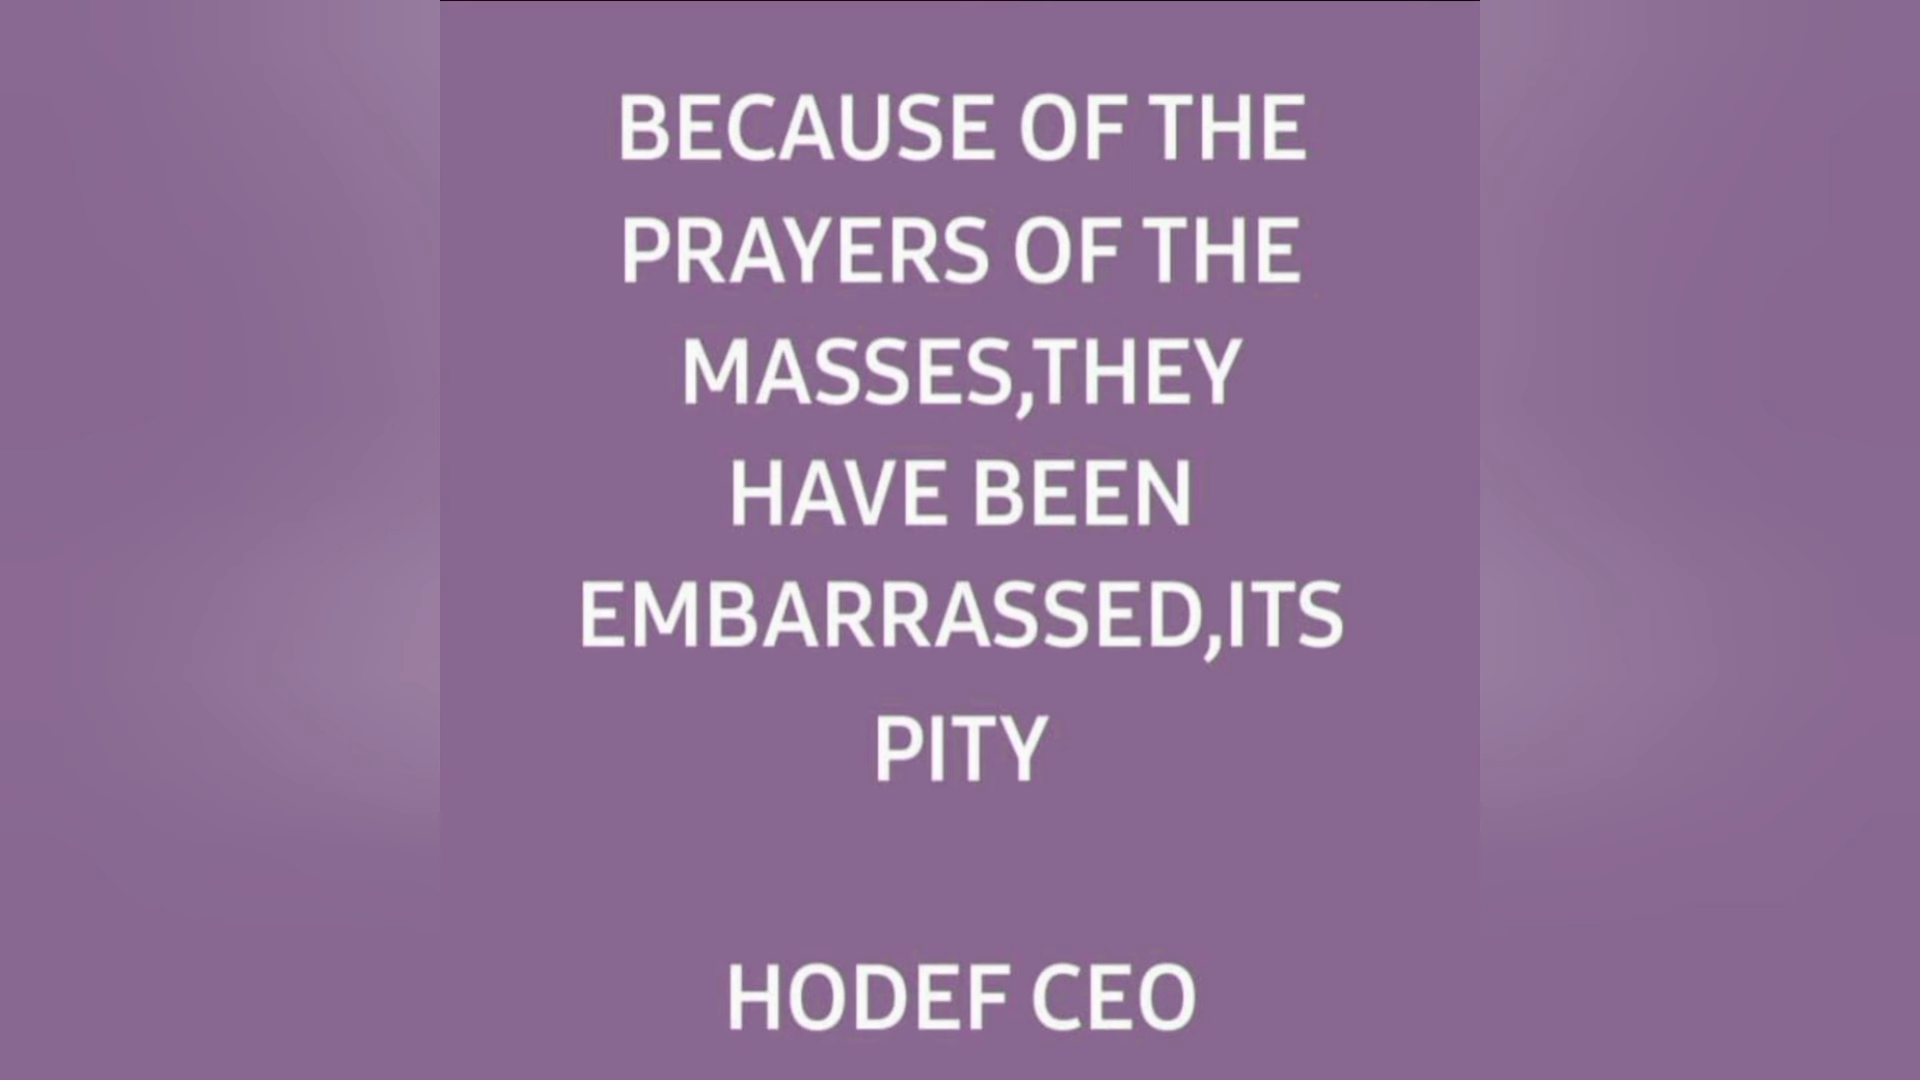 BECAUSE OF THE
PRAYERS OF THE
MASSES,THEY
HAVE BEEN
EMBARRASSED,ITS
PITY
HODEF CEO